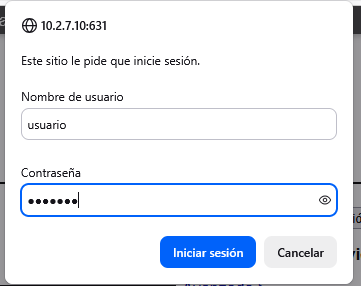 10.2.7.10:631
Este sitio le pide que inicie sesión.
Nombre de usuario
usuario
Contraseña
•••••••
Iniciar sesión
Cancelar